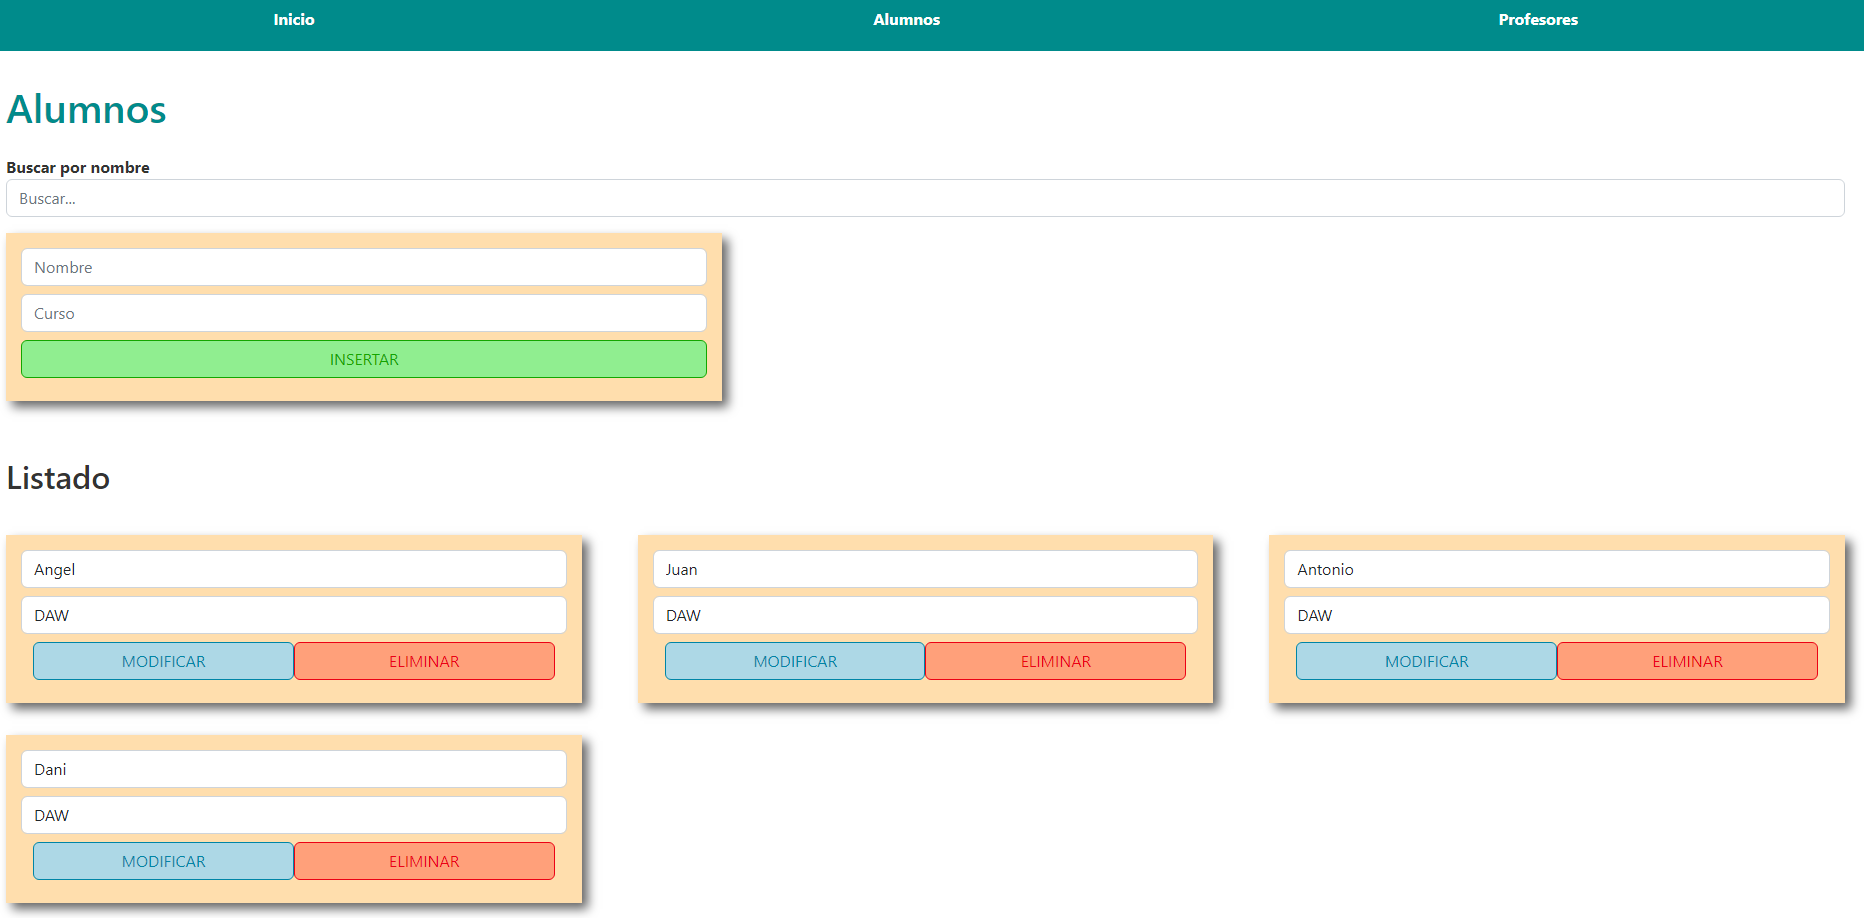 Inicio Alumnos Profesores
Alumnos
Buscar por nombre
Buscar...
Nombre
Curso
INSERTAR
Listado
Angel
DAW
MODIFICAR ELIMINAR
Juan
DAW
MODIFICAR ELIMINAR
Antonio
DAW
MODIFICAR ELIMINAR
Dani
DAW
MODIFICAR ELIMINAR